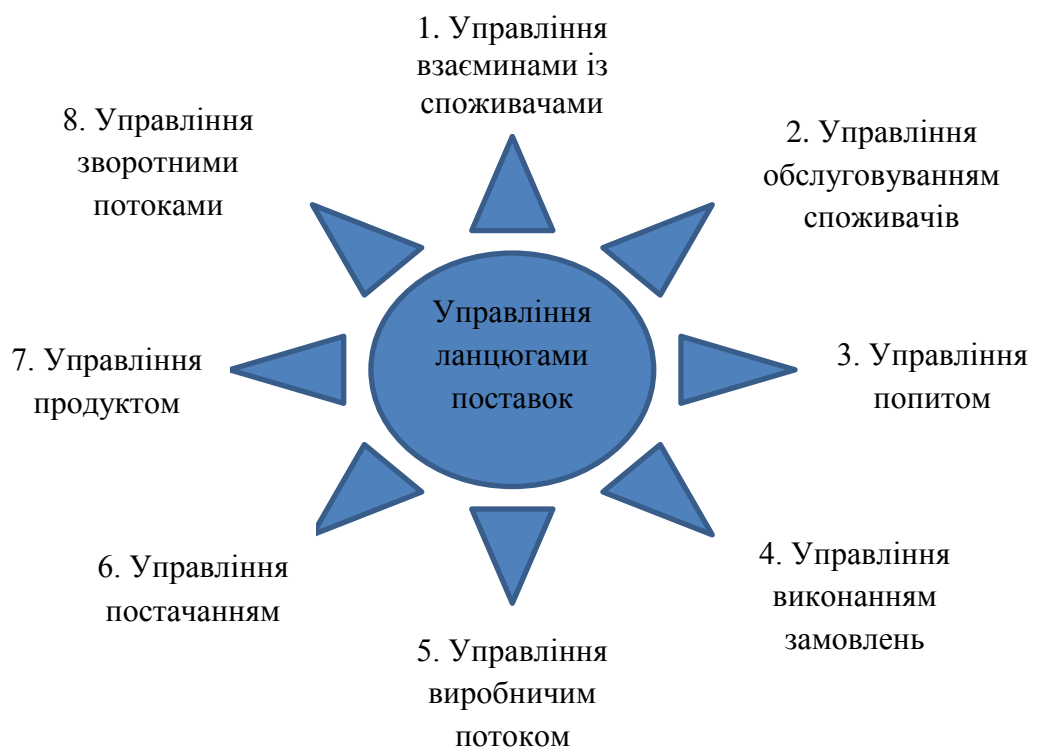 1. Управління
взаєминами із
споживачами
2. Управління
обслуговуванням
споживачів
3. Управління
попитом
4. Управління
виконанням
замовлень
5. Управління
виробничим
потоком
6. Управління
постачанням
7. Управління
продуктом
8. Управління
зворотними
потоками
Управління
ланцюгами
поставок